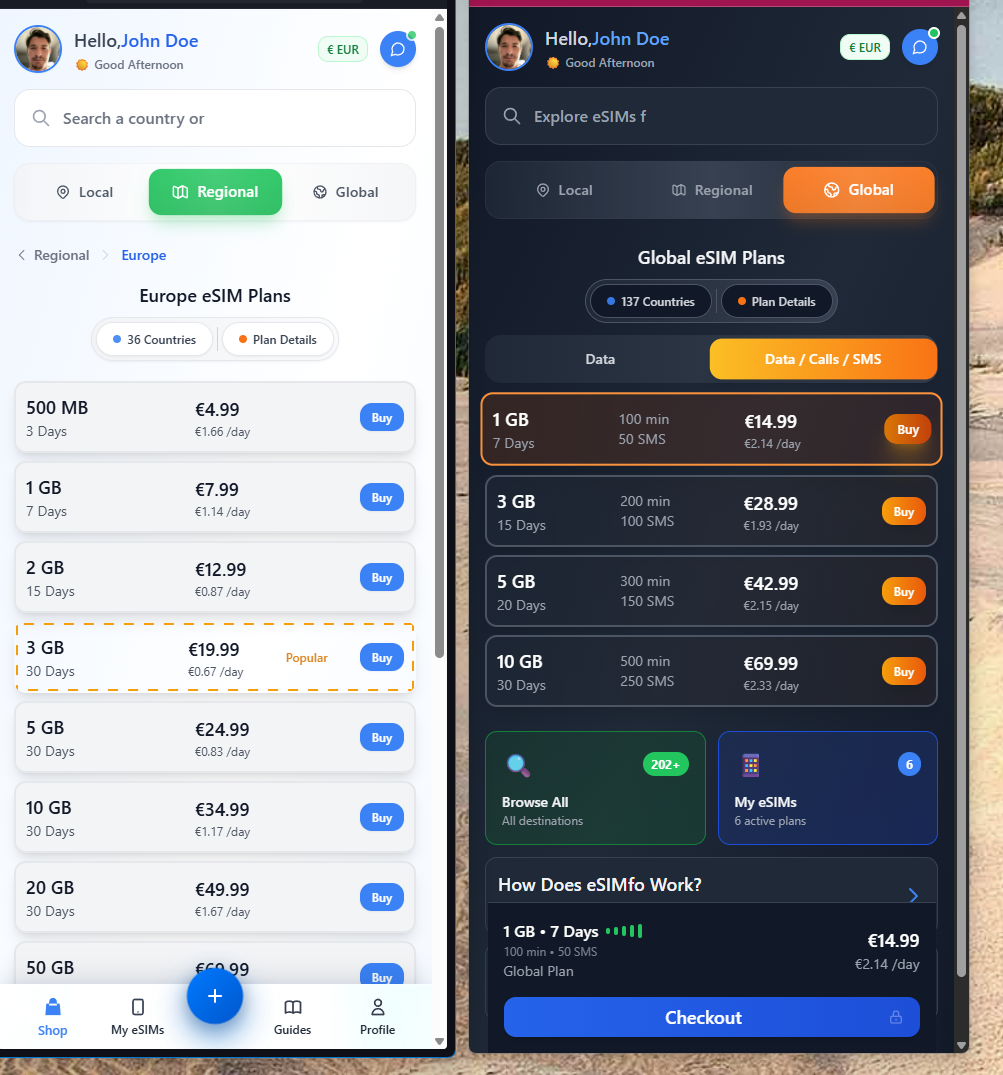 Hello,John Doe
Good Afternoon
€ EUR
Search a country or
Local
Regional
Global
Regional
Europe
Europe eSIM Plans
36 Countries
Plan Details
500 MB
3 Days
€4.99
€1.66 /day
Buy
1 GB
7 Days
€7.99
€1.14 /day
Buy
2 GB
15 Days
€12.99
€0.87 /day
Buy
3 GB
30 Days
€19.99
€0.67 /day
Popular
Buy
5 GB
30 Days
€24.99
€0.83 /day
Buy
10 GB
30 Days
€34.99
€1.17 /day
Buy
20 GB
30 Days
€49.99
€1.67 /day
Buy
50 GB
€69.99
Buy
Shop
My eSIMs
+
Guides
Profile
Hello,John Doe
Good Afternoon
€ EUR
Explore eSIMs f
Local
Regional
Global
Global eSIM Plans
137 Countries
Plan Details
Data
Data / Calls / SMS
1 GB
7 Days
100 min
50 SMS
€14.99
€2.14 /day
Buy
3 GB
15 Days
200 min
100 SMS
€28.99
€1.93 /day
Buy
5 GB
20 Days
300 min
150 SMS
€42.99
€2.15 /day
Buy
10 GB
30 Days
500 min
250 SMS
€69.99
€2.33 /day
Buy
202+
Browse All
All destinations
6
My eSIMs
6 active plans
How Does eSIMfo Work?
1 GB • 7 Days
100 min • 50 SMS
Global Plan
€14.99
€2.14 /day
Checkout